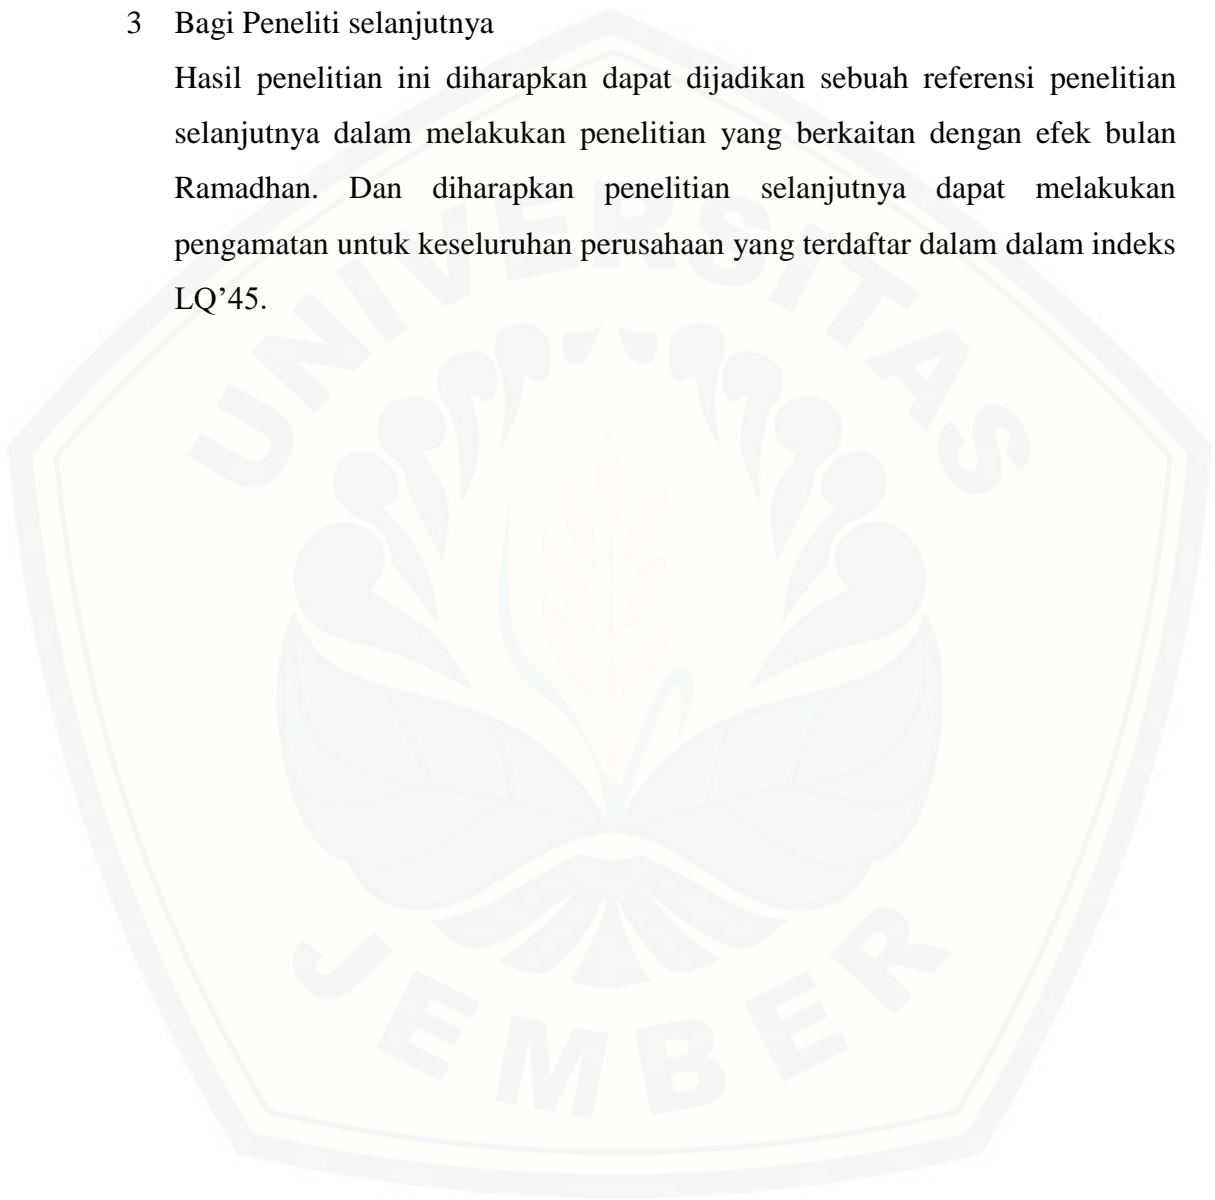 3 Bagi Peneliti selanjutnya
Hasil penelitian ini diharapkan dapat dijadikan sebuah referensi penelitian
selanjutnya dalam melakukan penelitian yang berkaitan dengan efek bulan
Ramadhan. Dan diharapkan penelitian selanjutnya dapat melakukan
pengamatan untuk keseluruhan perusahaan yang terdaftar dalam dalam indeks
LQ’45.
UNIVERSITAS
JEMBER